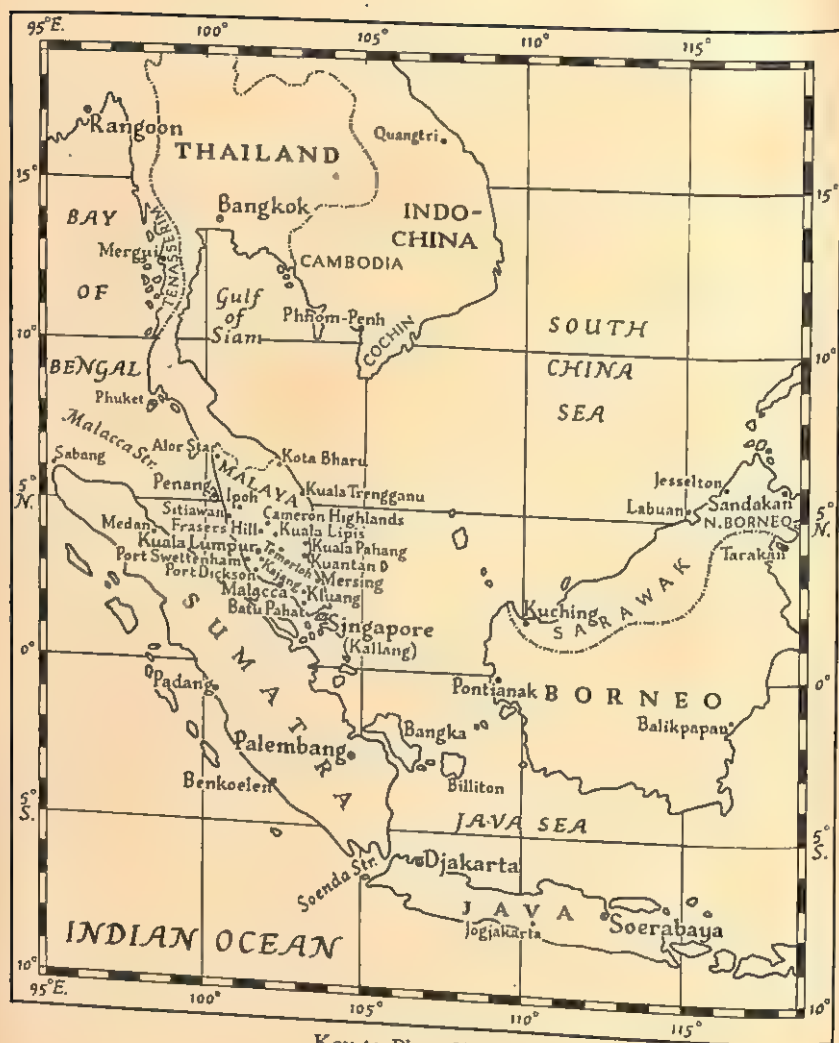 95°E. 100° 105° 110° 115°
Rangoon
Quangtri
THAILAND
15° 15°
Bangkok
INDO-
CHINA
BAY
Mergui
TENASSERIM
CAMBODIA
OF
Gulf
of
Siam
Phnom-Penh
COCHIN
10° 10°
SOUTH
CHINA
SEA
BENGAL
Phuket
Malacca Str.
Alor Star
Kota Bharu
Sabang
MALAYA
Penang
Kuala Trengganu
Jesselton
5°
N.
Ipoh
Labuan
Sandakan
5°
N.
Sitiawan
Cameron Highlands
N. BORNEO
Medan
Frasers Hill
Kuala Lipis
Tarakan
Kuala Lumpur
Temerloh
Kuala Pahang
Port Swettenham
Kajang
Kuantan
Port Dickson
Mersing
Malacca
Kluang
Batu Pahat
Singapore
(Kallang)
Kuching
SARAWAK
0° 0°
SUMATRA
Padang
Pontianak
BORNEO
Bangka
Balikpapan
Palembang
Benkoelen
Billiton
5°
S.
JAVA SEA
5°
S.
Soenda Str.
Djakarta
JAVA
Jogjakarta
Soerabaya
INDIAN OCEAN
10° 10°
95°E. 100° 105° 110° 115°